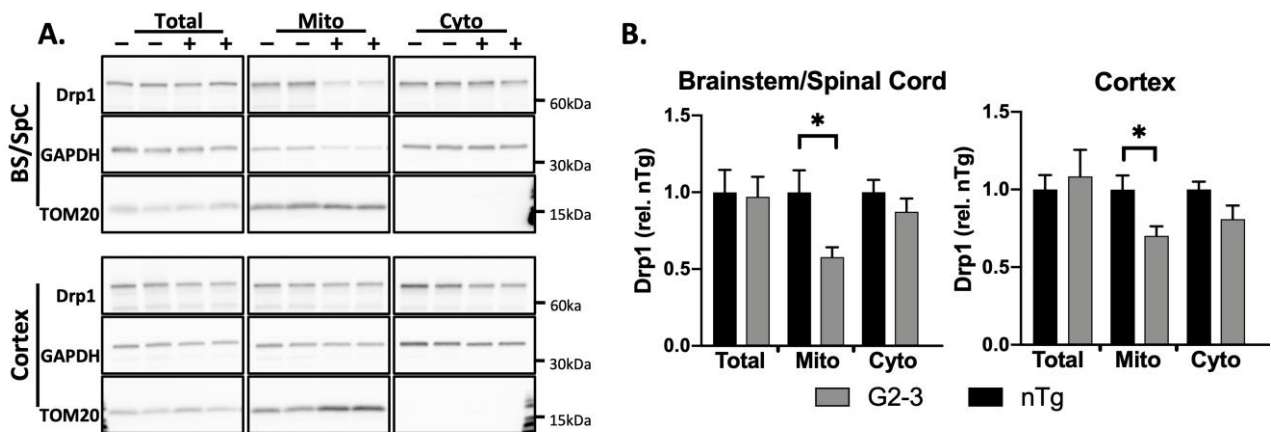 A.
Total Mito Cyto
– – + + – – + + – – + +
BS/SpC
Drp1
60kDa
GAPDH
30kDa
TOM20
15kDa
Cortex
Drp1
60ka
GAPDH
30kDa
TOM20
15kDa
B.
Brainstem/Spinal Cord
Drp1 (rel. nTg)
1.5
1.0
0.5
0.0
*
Total Mito Cyto
Cortex
Drp1 (rel. nTg)
1.5
1.0
0.5
0.0
*
Total Mito Cyto
G2-3 nTg